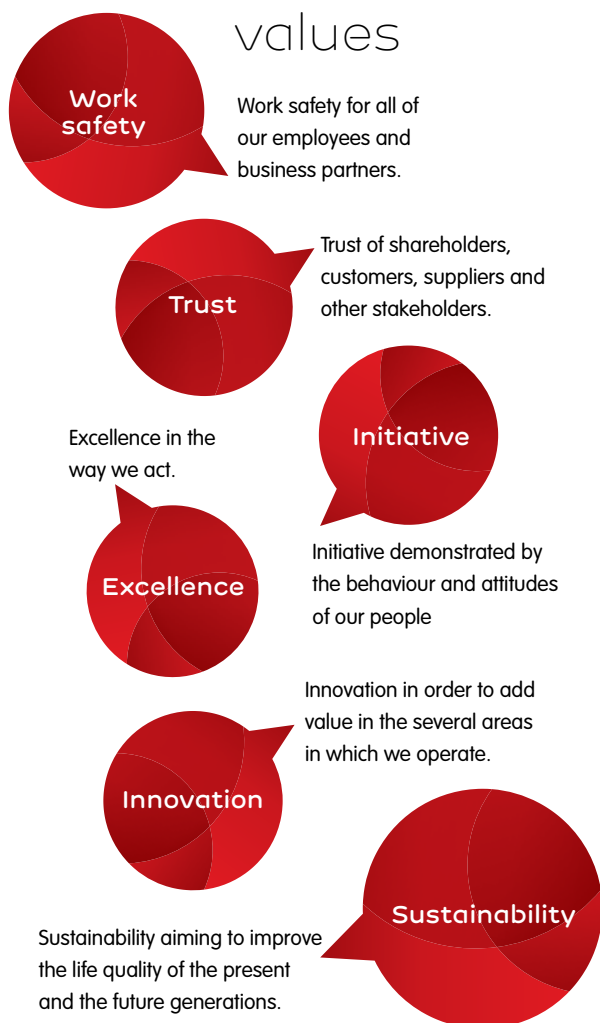 values
Work
safety
Work safety for all of
our employees and
business partners.
Trust
Trust of shareholders,
customers, suppliers and
other stakeholders.
Initiative
Initiative demonstrated by
the behaviour and attitudes
of our people
Excellence in the
way we act.
Excellence
Innovation
Innovation in order to add
value in the several areas
in which we operate.
Sustainability
Sustainability aiming to improve
the life quality of the present
and the future generations.